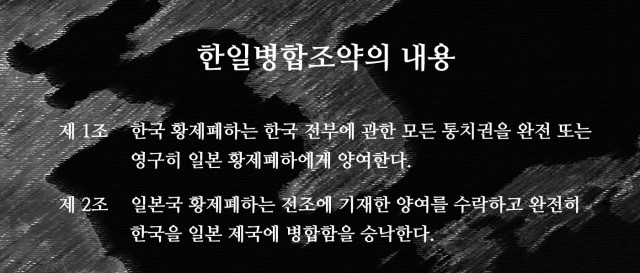 한일병합조약의 내용
제 1조 한국 황제폐하는 한국 전부에 관한 모든 통치권을 완전 또는
영구히 일본 황제폐하에게 양여한다.
제 2조 일본국 황제폐하는 전조에 기재한 양여를 수락하고 완전히
한국을 일본 제국에 병합함을 승낙한다.